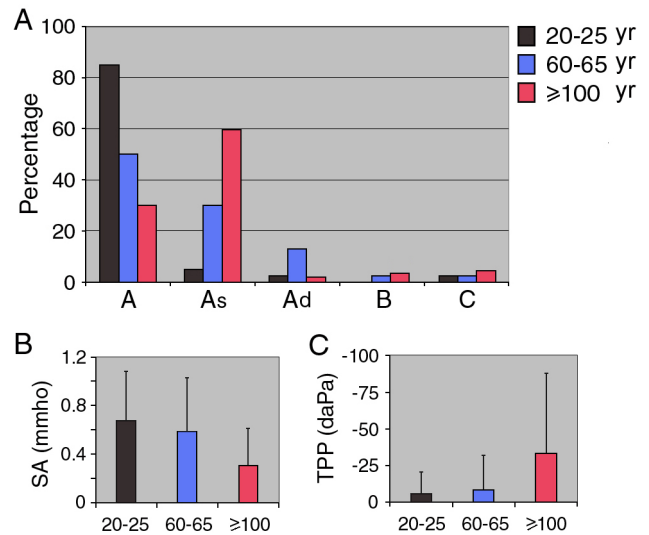 A
100
80
60
40
20
0
Percentage
A As Ad B C
20-25 yr
60-65 yr
≥100 yr
B
1.2
0.8
0.4
0
SA (mmho)
20-25 60-65 ≥100
C
-100
-75
-50
-25
0
TPP (daPa)
20-25 60-65 ≥100